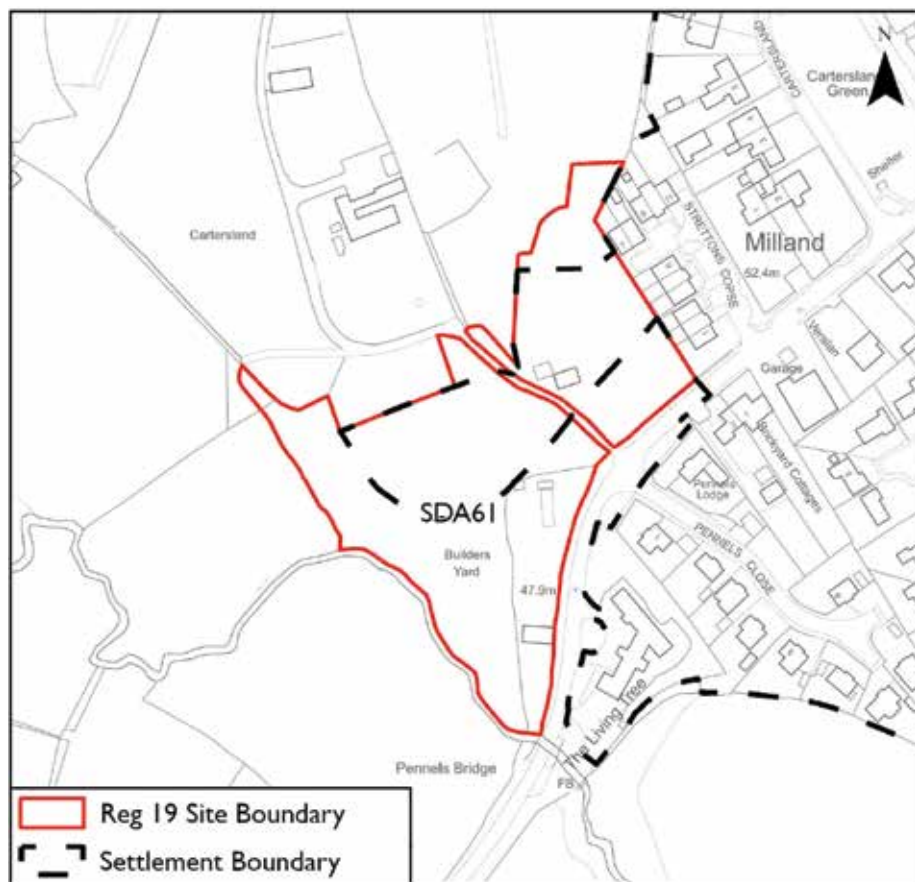 N
CARTERSLAND
Cartersland
Green
Shelter
Cartersland
STRETTONS COPSE
Milland
52.4m
Garage
Brickyard Cottages
Pennels
Lodge
PENNELS CLOSE
SDA61
Builders
Yard
47.9m
The Living Tree
Pennels Bridge
FB
Reg 19 Site Boundary
Settlement Boundary